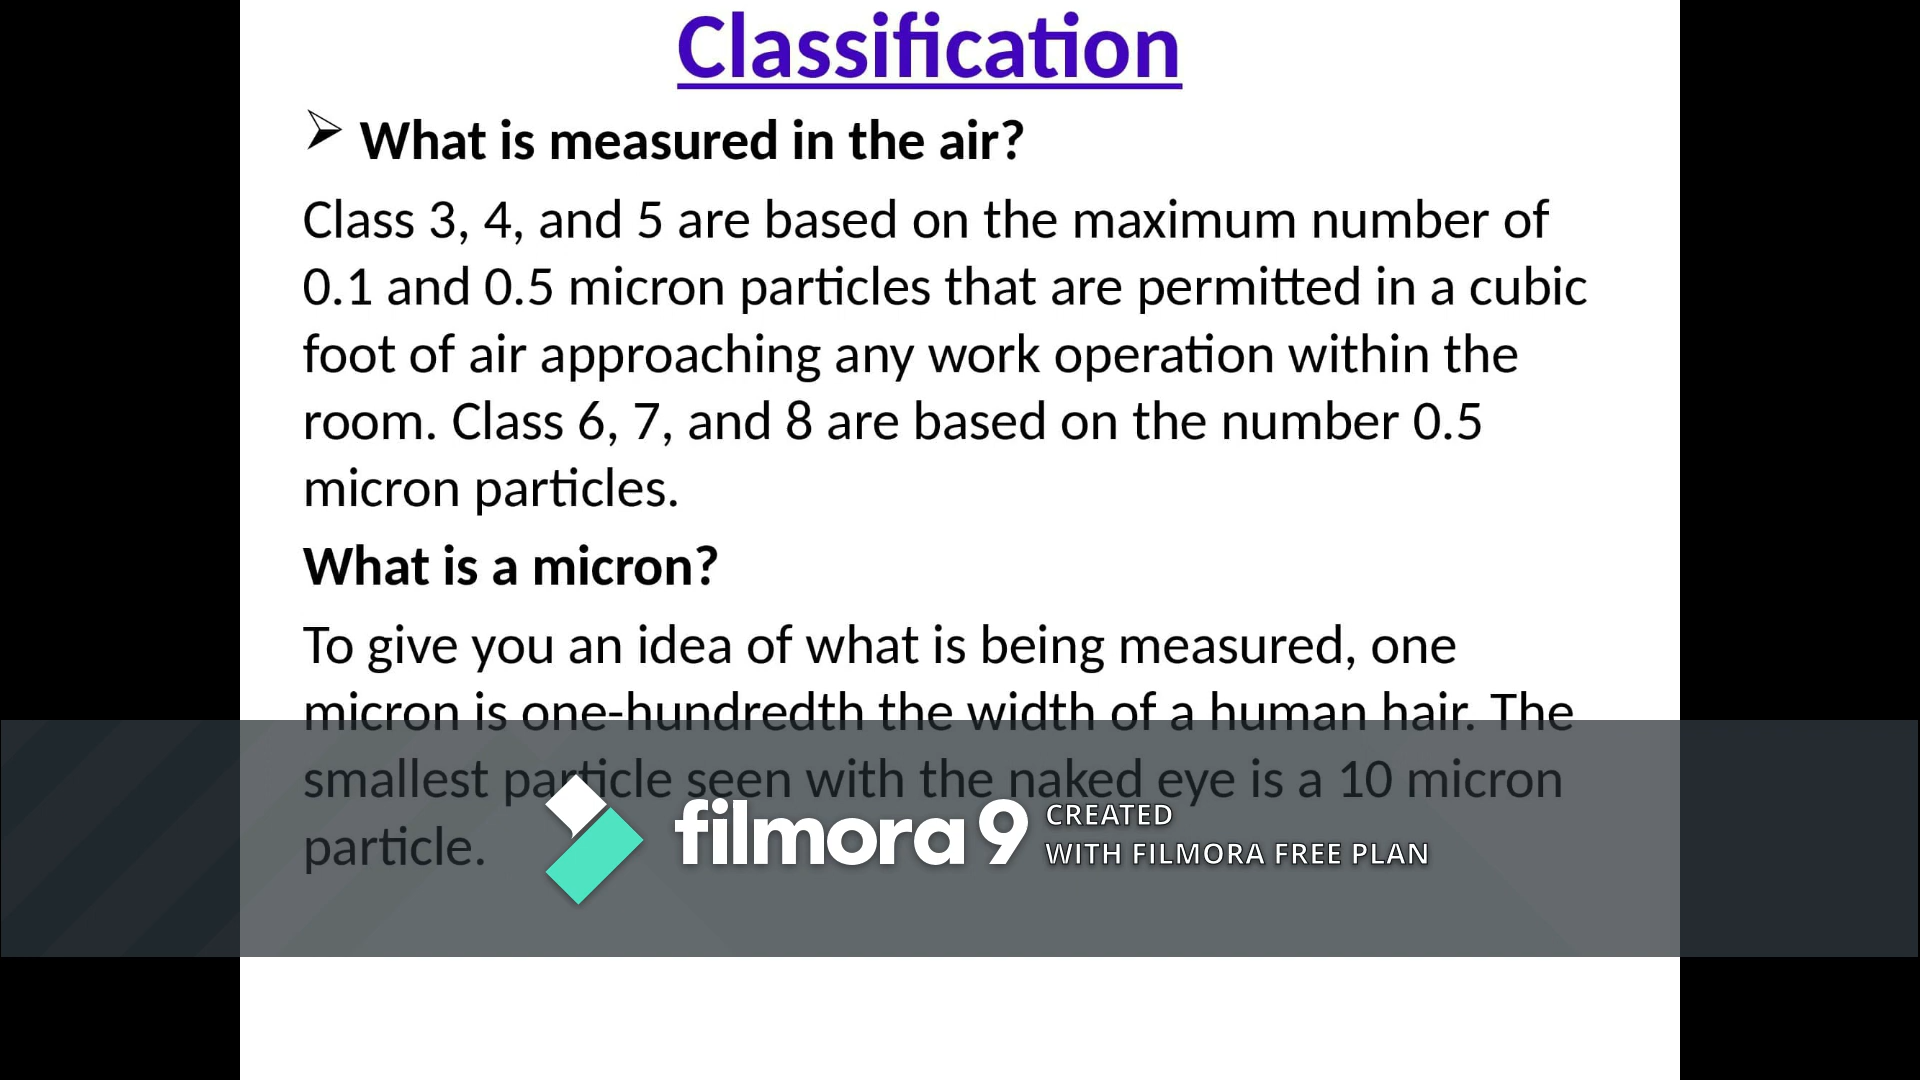 Classification
What is measured in the air?
Class 3, 4, and 5 are based on the maximum number of
0.1 and 0.5 micron particles that are permitted in a cubic
foot of air approaching any work operation within the
room. Class 6, 7, and 8 are based on the number 0.5
micron particles.
What is a micron?
To give you an idea of what is being measured, one
micron is one-hundredth the width of a human hair. The
smallest particle seen with the naked eye is a 10 micron
particle.
filmora 9
CREATED
WITH FILMORA FREE PLAN